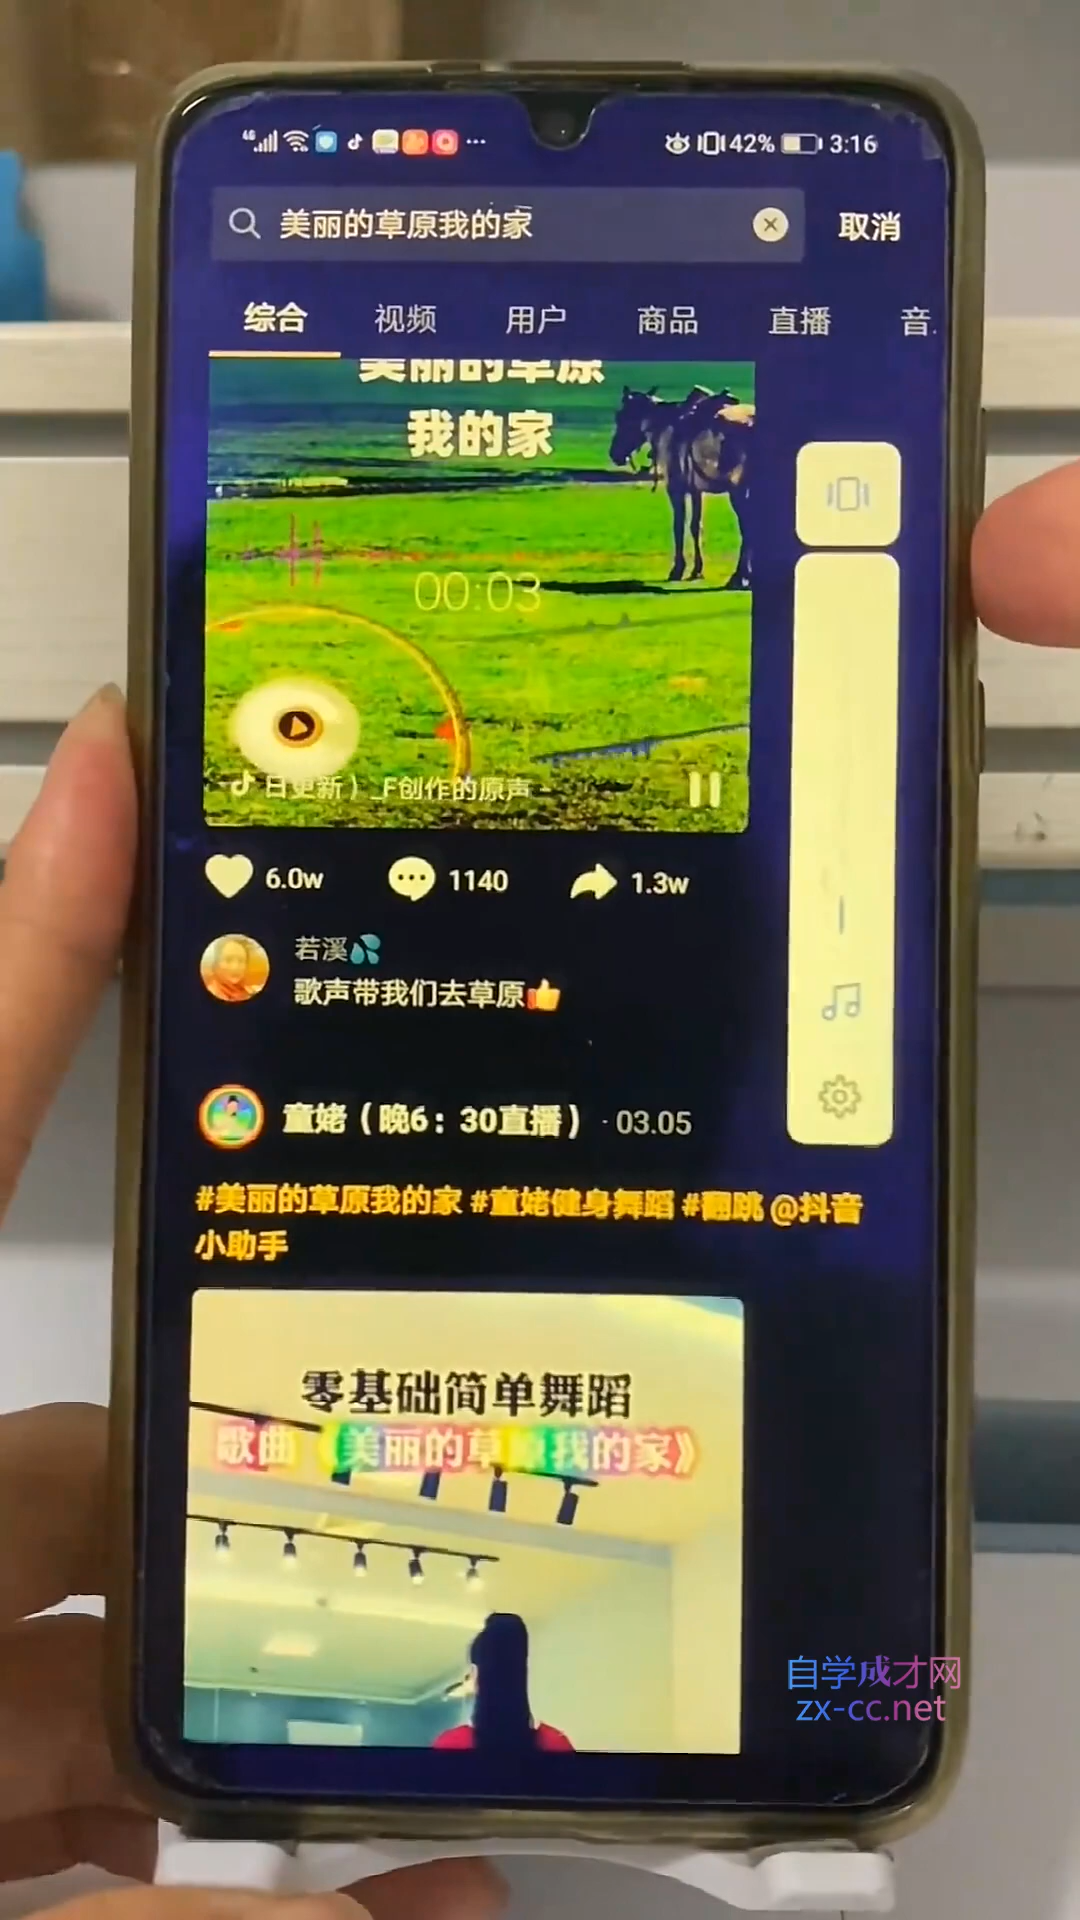 4G 42% 3:16
美丽的草原我的家 取消
综合 视频 用户 商品 直播 音
美丽的草原
我的家
00:03
日更新）_F创作的原声
6.0w 1140 1.3w
若溪
歌声带我们去草原
童姥（晚6：30直播） · 03.05
#美丽的草原我的家 #童姥健身舞蹈 #翻跳 @抖音
小助手
零基础简单舞蹈
歌曲《美丽的草原我的家》
自学成才网
zx-cc.net